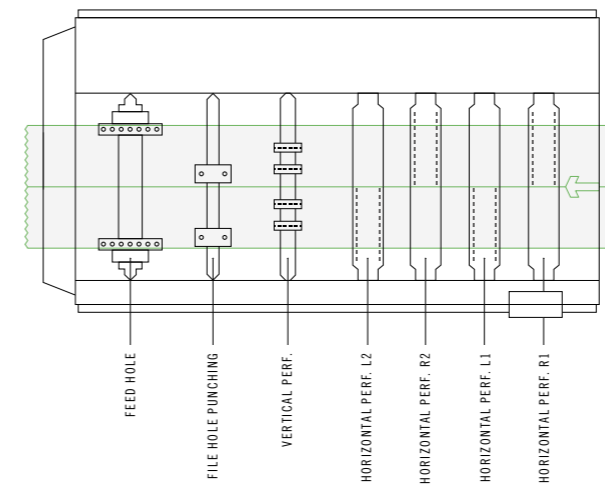 FEED HOLE
FILE HOLE PUNCHING
VERTICAL PERF.
HORIZONTAL PERF. L2
HORIZONTAL PERF. R2
HORIZONTAL PERF. L1
HORIZONTAL PERF. R1